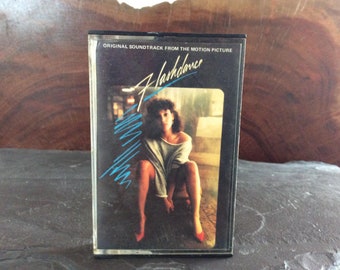 ORIGINAL SOUNDTRACK FROM THE MOTION PICTURE
Flashdance